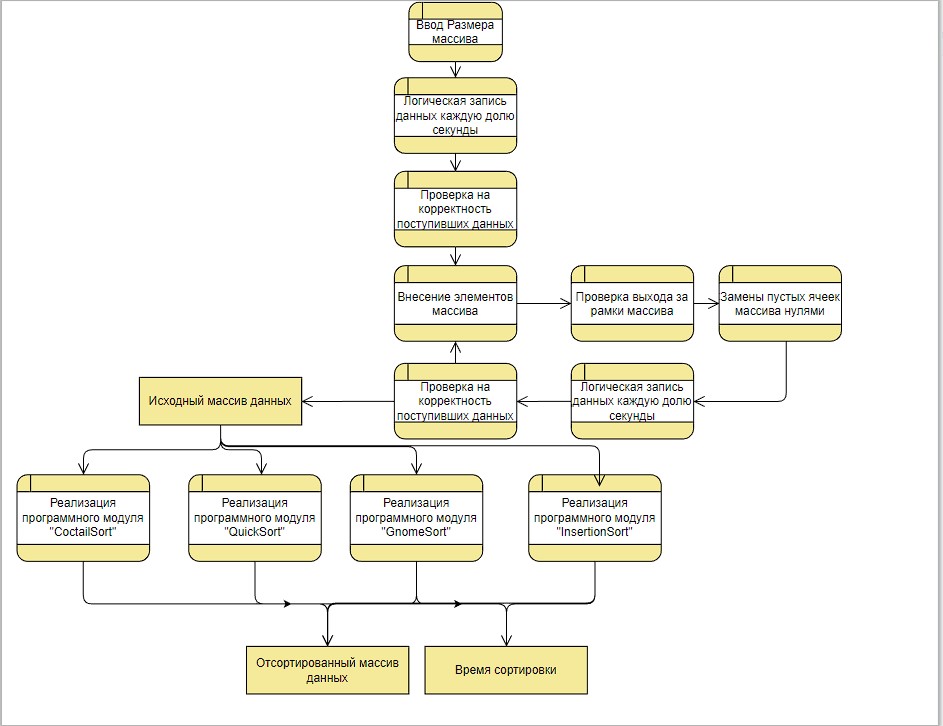 Ввод Размера
массива
Логическая запись
данных каждую долю
секунды
Проверка на
корректность
поступивших данных
Внесение элементов
массива
Проверка выхода за
рамки массива
Замены пустых ячеек
массива нулями
Исходный массив данных
Проверка на
корректность
поступивших данных
Логическая запись
данных каждую долю
секунды
Реализация
программного модуля
"CoctailSort"
Реализация
программного модуля
"QuickSort"
Реализация
программного модуля
"GnomeSort"
Реализация
программного модуля
"InsertionSort"
Отсортированный массив
данных
Время сортировки